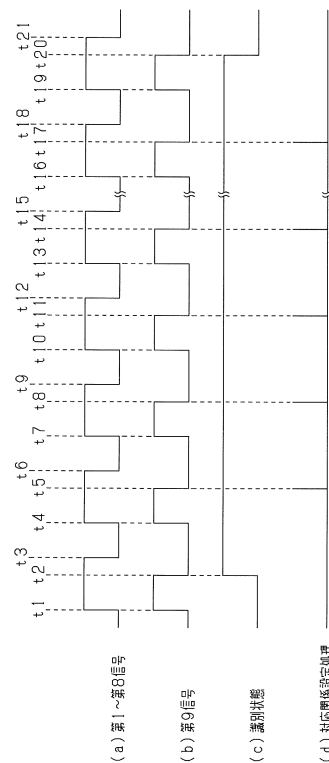 t1 t2 t3 t4 t5 t6 t7 t8 t9 t10 t11 t12 t13 t14 t15 t16 t17 t18 t19 t20 t21
(a) 第1～第8信号
(b) 第9信号
(c) 識別状態
(d) 対応関係設定処理